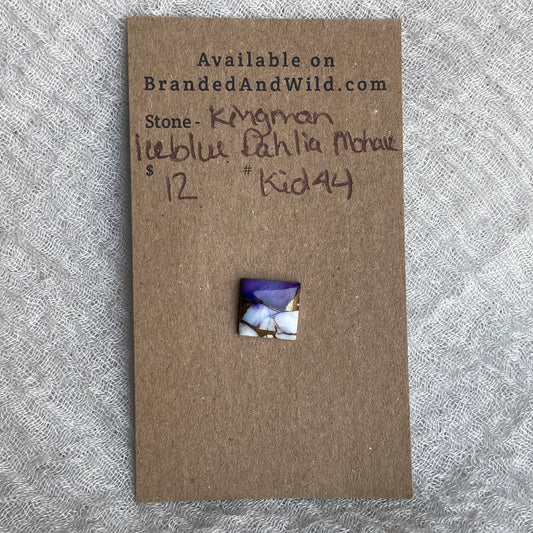 Available on
BrandedAndWild.com
Stone - Kingman
iceblue Dahlia Mohave
$ 12 # Kid44